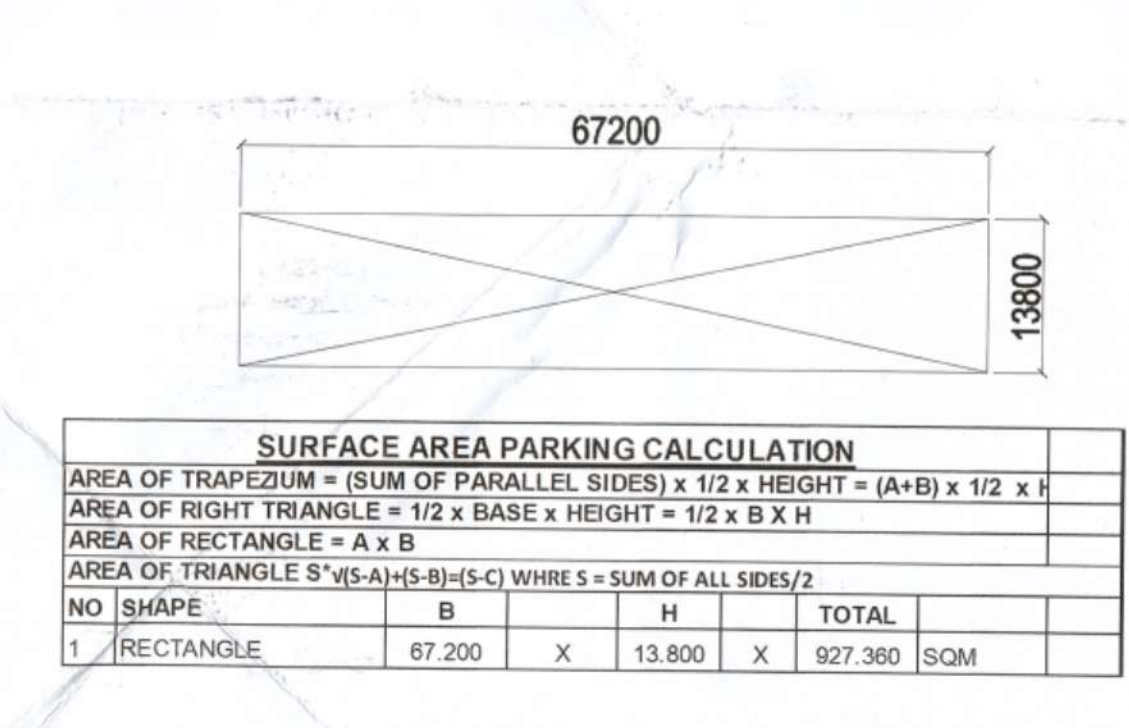 67200
13800
SURFACE AREA PARKING CALCULATION
AREA OF TRAPEZIUM = (SUM OF PARALLEL SIDES) x 1/2 x HEIGHT = (A+B) x 1/2 x H
AREA OF RIGHT TRIANGLE = 1/2 x BASE x HEIGHT = 1/2 x B X H
AREA OF RECTANGLE = A x B
AREA OF TRIANGLE S*√(S-A)+(S-B)=(S-C) WHRE S = SUM OF ALL SIDES/2
NO SHAPE B H TOTAL
1 RECTANGLE 67.200 X 13.800 X 927.360 SQM